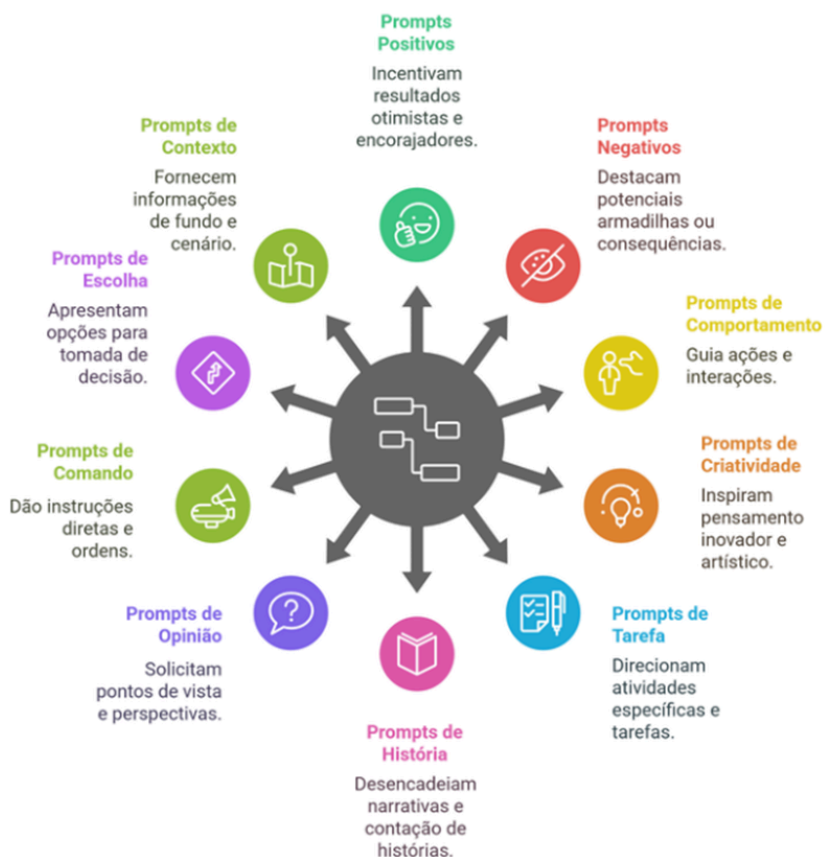 Prompts
Positivos
Incentivam
resultados
otimistas e
encorajadores.
Prompts
Negativos
Destacam
potenciais
armadilhas ou
consequências.
Prompts de
Comportamento
Guia ações e
interações.
Prompts de
Criatividade
Inspiram
pensamento
inovador e
artístico.
Prompts de
Tarefa
Direcionam
atividades
específicas e
tarefas.
Prompts de
História
Desencadeiam
narrativas e
contação de
histórias.
Prompts de
Opinião
Solicitam
pontos de vista
e perspectivas.
Prompts de
Comando
Dão instruções
diretas e
ordens.
Prompts de
Escolha
Apresentam
opções para
tomada de
decisão.
Prompts de
Contexto
Fornecem
informações
de fundo e
cenário.